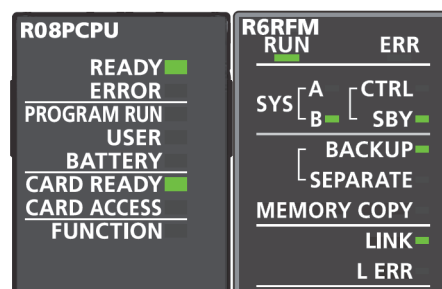 R08PCPU
READY
ERROR
PROGRAM RUN
USER
BATTERY
CARD READY
CARD ACCESS
FUNCTION
R6RFM
RUN ERR
SYS A CTRL
B SBY
BACKUP
SEPARATE
MEMORY COPY
LINK
L ERR